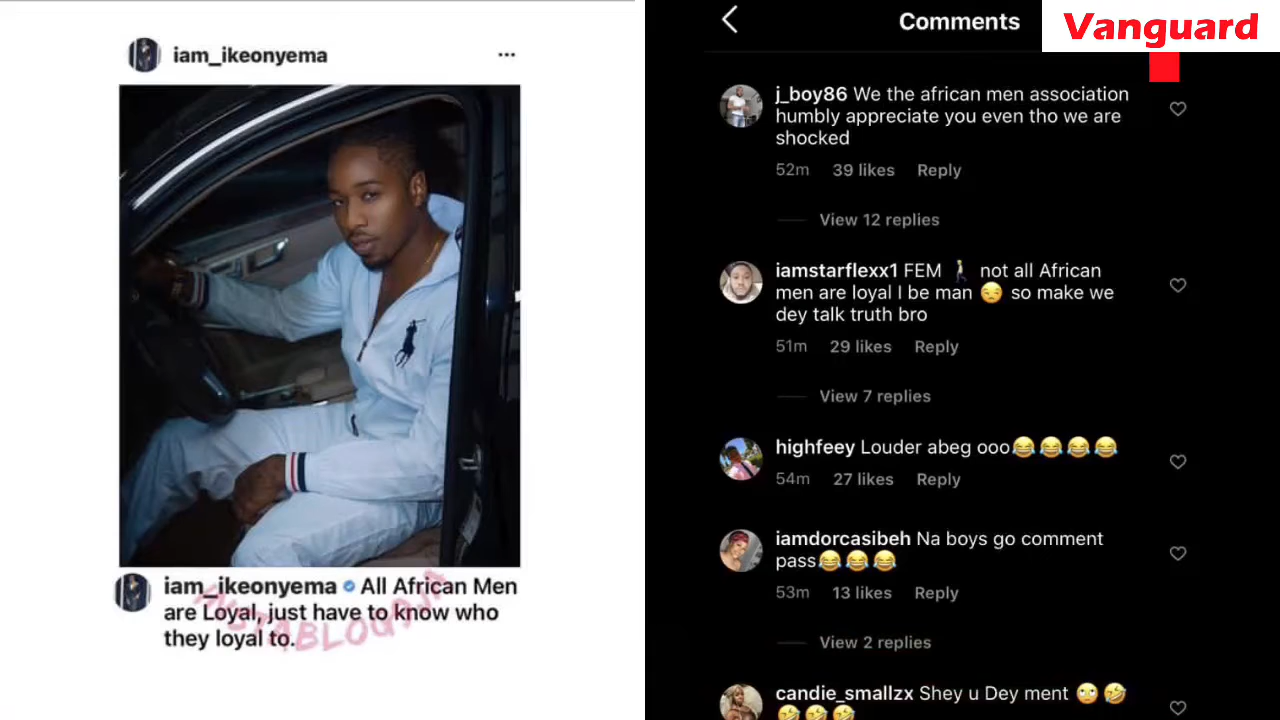 iam_ikeonyema
iam_ikeonyema All African Men
are Loyal, just have to know who
they loyal to.
INSTABLOG9JA
Comments
Vanguard
j_boy86 We the african men association
humbly appreciate you even tho we are
shocked
52m 39 likes Reply
View 12 replies
iamstarflexx1 FEM 🚶 not all African
men are loyal I be man 😒 so make we
dey talk truth bro
51m 29 likes Reply
View 7 replies
highfeey Louder abeg ooo😂😂😂😂
54m 27 likes Reply
iamdorcasibeh Na boys go comment
pass😂😂😂
53m 13 likes Reply
View 2 replies
candie_smallzx Shey u Dey ment 🙄🤣
🤣🤣🤣